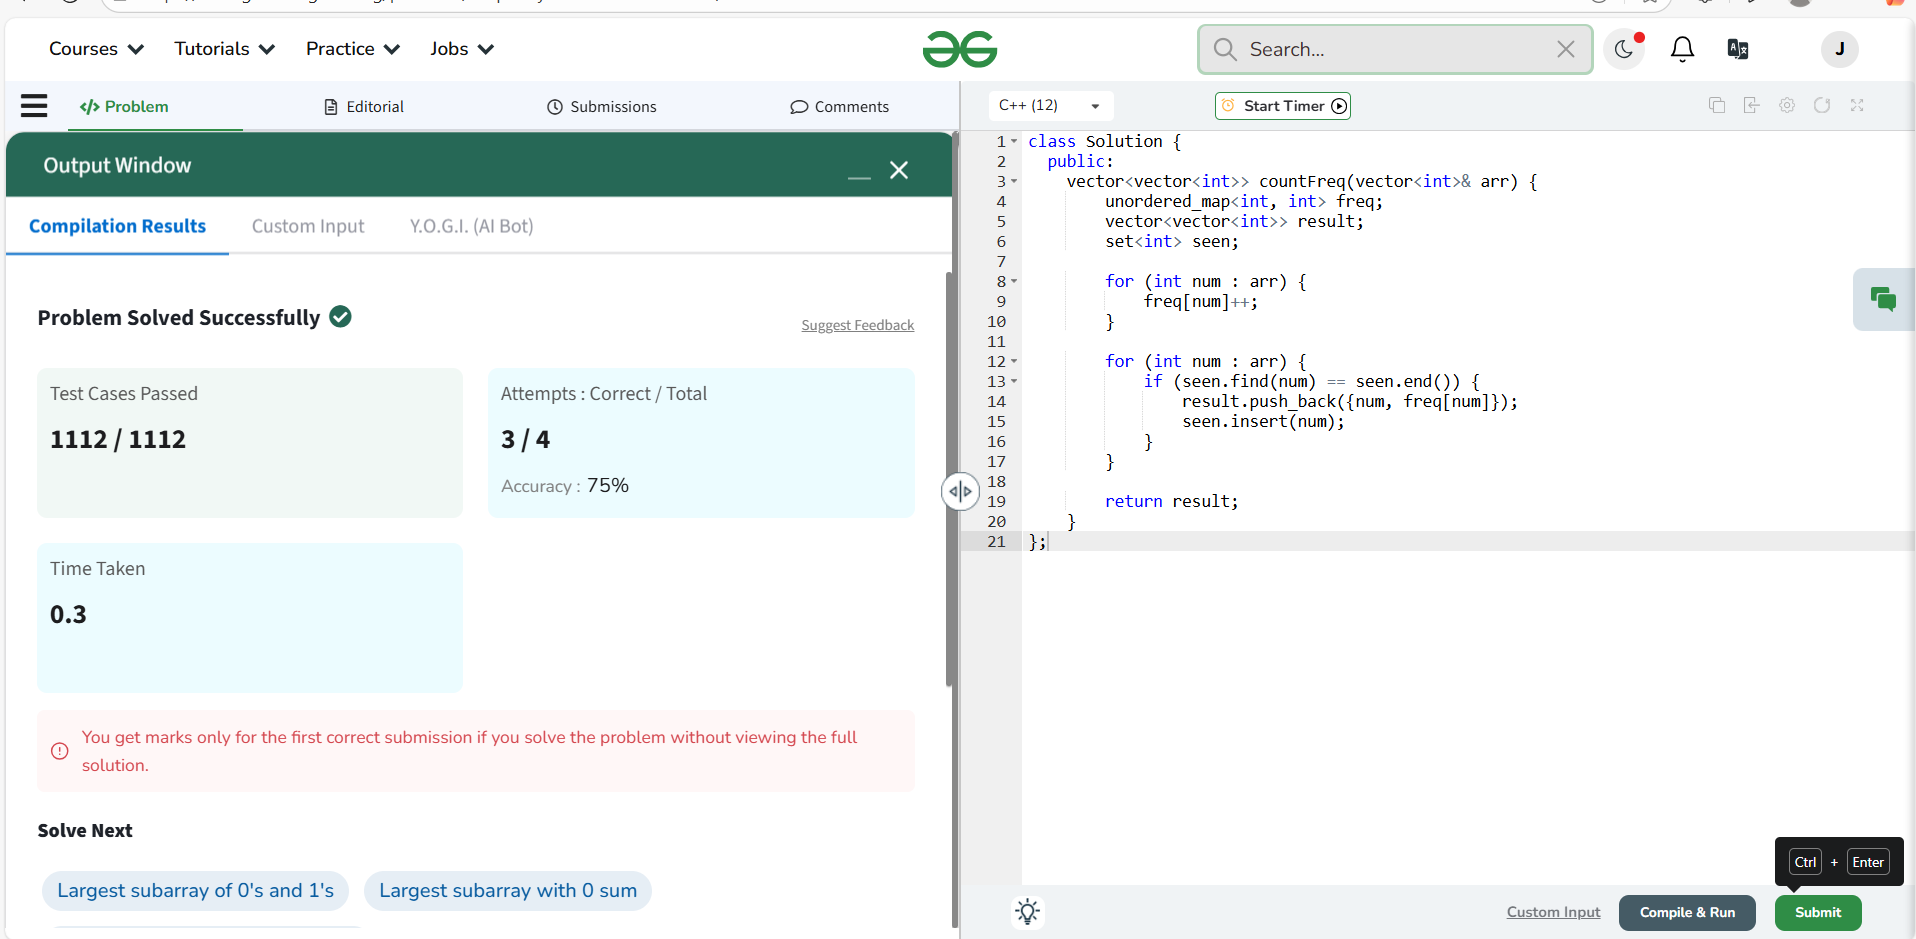 Courses Tutorials Practice Jobs Search... J
Problem Editorial Submissions Comments
C++ (12) Start Timer
Output Window
Compilation Results Custom Input Y.O.G.I. (AI Bot)
Problem Solved Successfully
Suggest Feedback
Test Cases Passed
1112 / 1112
Attempts : Correct / Total
3 / 4
Accuracy : 75%
Time Taken
0.3
You get marks only for the first correct submission if you solve the problem without viewing the full
solution.
Solve Next
Largest subarray of 0's and 1's Largest subarray with 0 sum
1 class Solution {
2   public:
3     vector<vector<int>> countFreq(vector<int>& arr) {
4         unordered_map<int, int> freq;
5         vector<vector<int>> result;
6         set<int> seen;
7
8         for (int num : arr) {
9             freq[num]++;
10         }
11
12         for (int num : arr) {
13             if (seen.find(num) == seen.end()) {
14                 result.push_back({num, freq[num]});
15                 seen.insert(num);
16             }
17         }
18
19         return result;
20     }
21 };
Ctrl + Enter
Custom Input Compile & Run Submit